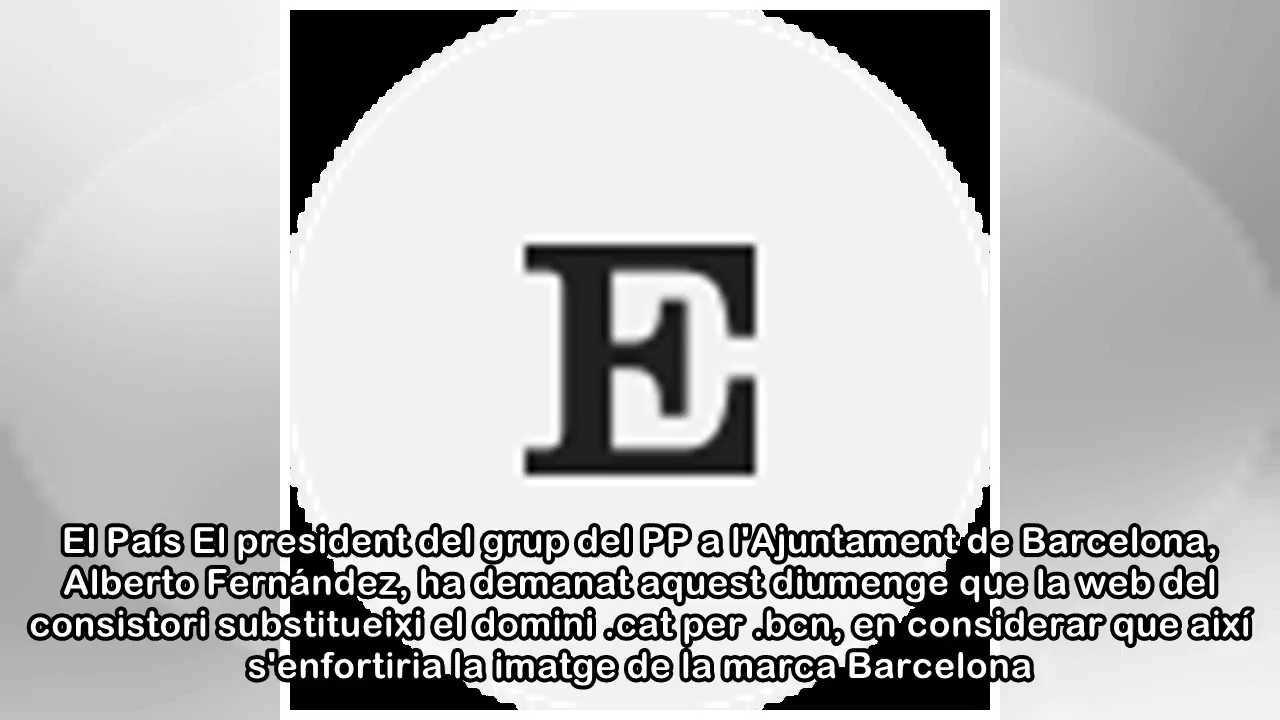 E
El País El president del grup del PP a l'Ajuntament de Barcelona,
Alberto Fernández, ha demanat aquest diumenge que la web del
consistori substitueixi el domini .cat per .bcn, en considerar que així
s'enfortiria la imatge de la marca Barcelona